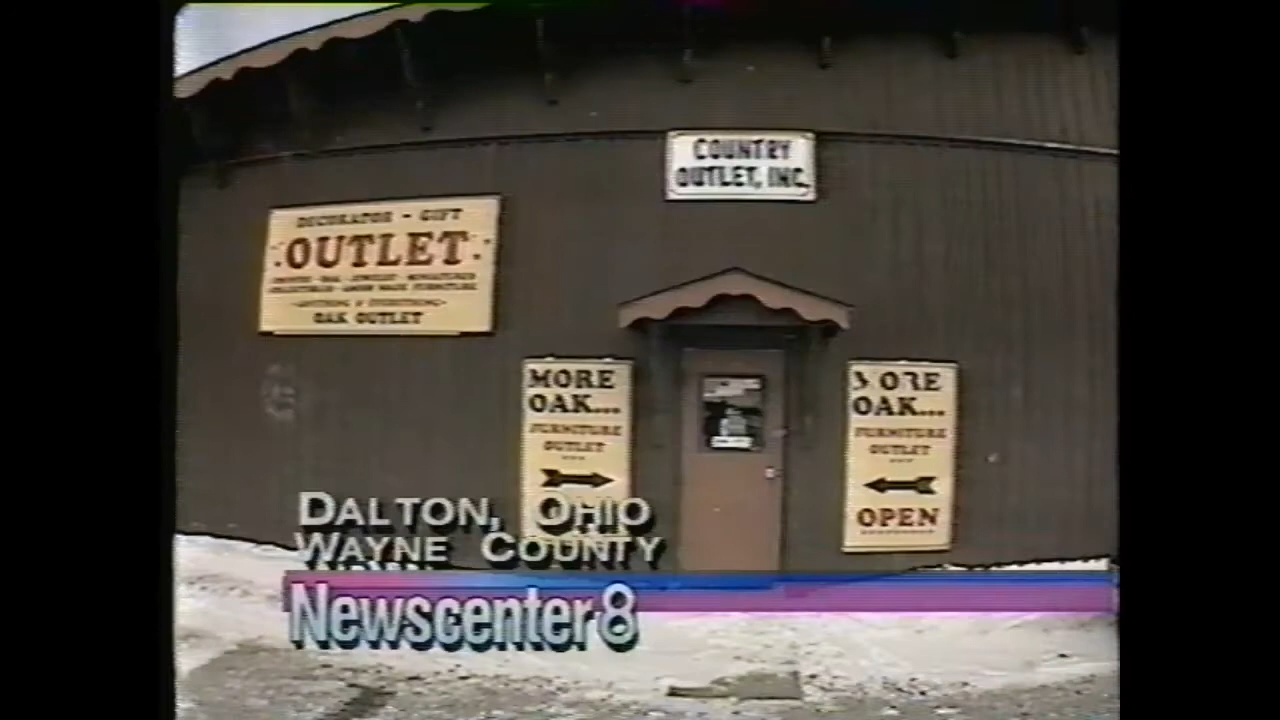 COUNTRY
OUTLET, INC.
DECORATOR - GIFT
OUTLET
FURNITURE
OAK OUTLET
MORE
OAK...
FURNITURE
OUTLET
MORE
OAK...
FURNITURE
OUTLET
OPEN
DALTON, OHIO
WAYNE COUNTY
Newscenter 8